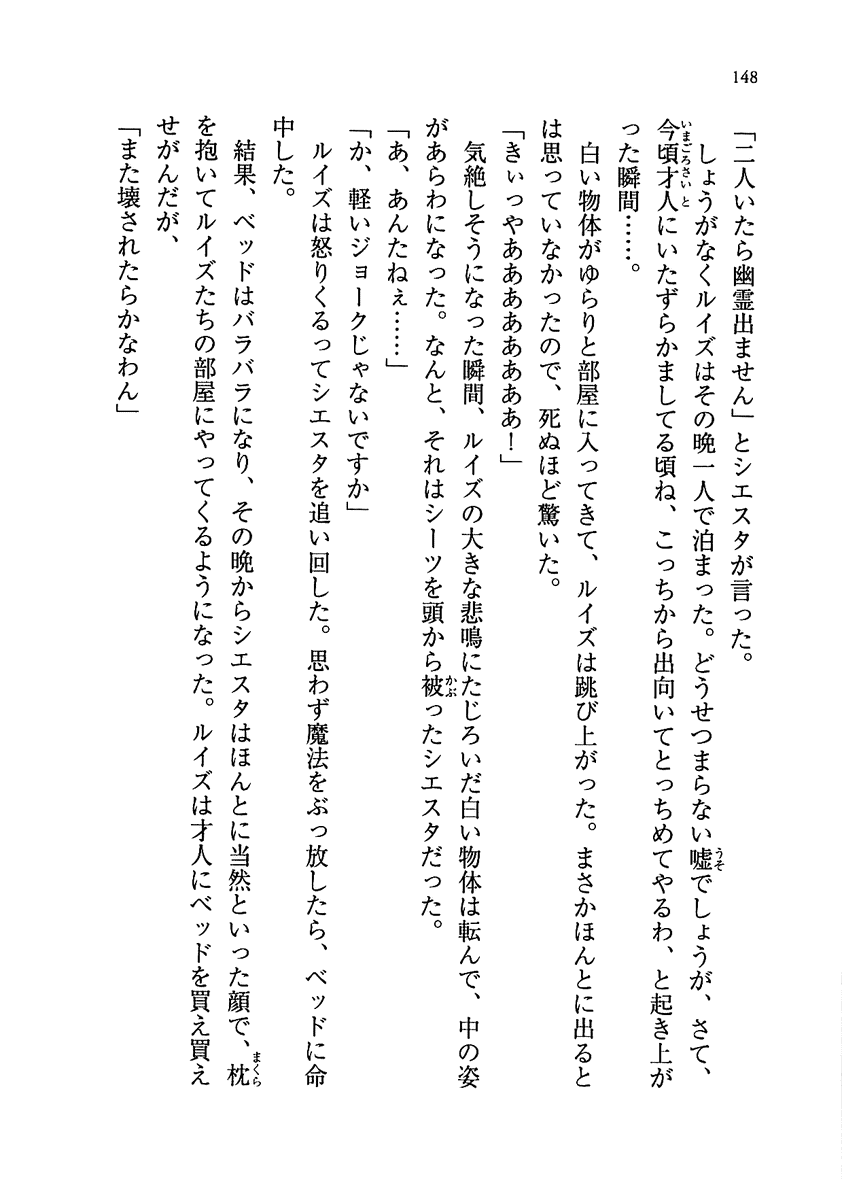 148
「二人いたら幽霊出ません」とシエスタが言った。
しょうがなくルイズはその晩一人で泊まった。どうせつまらない嘘でしょうが、さて、
今頃才人にいたずらかましてる頃ね、こっちから出向いてとっちめてやるわ、と起き上が
った瞬間……。
白い物体がゆらりと部屋に入ってきて、ルイズは跳び上がった。まさかほんとに出ると
は思っていなかったので、死ぬほど驚いた。
「きぃっやあああああああああ！」
気絶しそうになった瞬間、ルイズの大きな悲鳴にたじろいだ白い物体は転んで、中の姿
があらわになった。なんと、それはシーツを頭から被ったシエスタだった。
「あ、あんたねぇ……」
「か、軽いジョークじゃないですか」
ルイズは怒りくるってシエスタを追い回した。思わず魔法をぶっ放したら、ベッドに命
中した。
結果、ベッドはバラバラになり、その晩からシエスタはほんとに当然といった顔で、枕
を抱いてルイズたちの部屋にやってくるようになった。ルイズは才人にベッドを買え買え
せがんだが、
「また壊されたらかなわん」